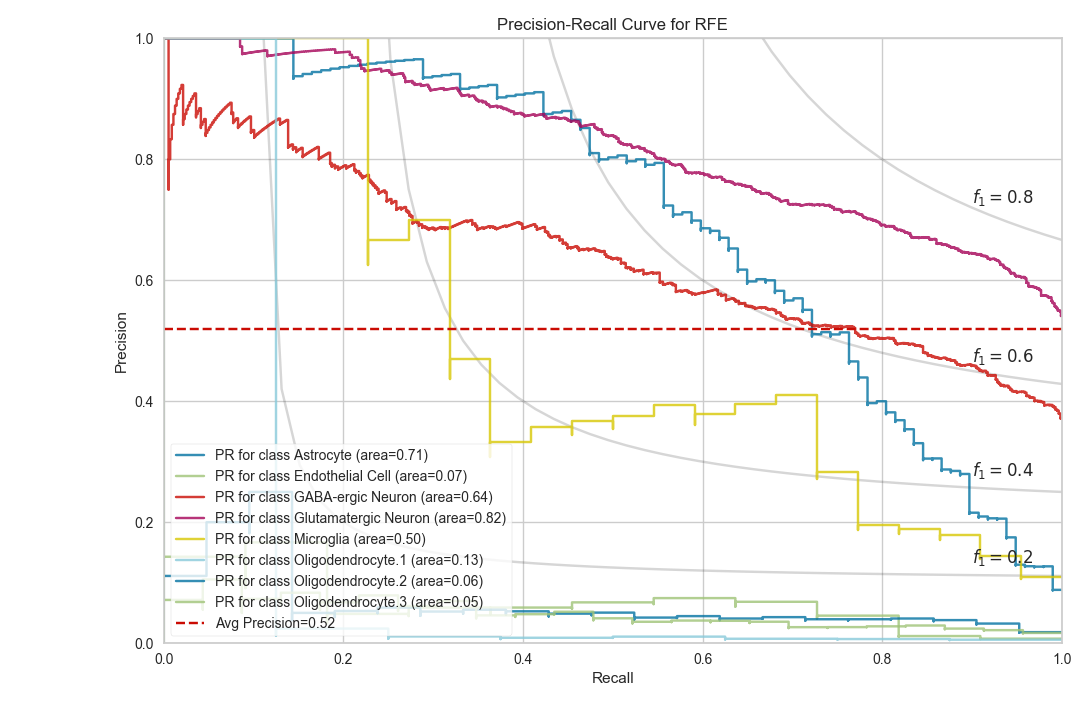 Precision-Recall Curve for RFE
1.0
0.8
0.6
0.4
0.2
0.0
Precision
f₁ = 0.8
f₁ = 0.6
f₁ = 0.4
f₁ = 0.2
PR for class Astrocyte (area=0.71)
PR for class Endothelial Cell (area=0.07)
PR for class GABA-ergic Neuron (area=0.64)
PR for class Glutamatergic Neuron (area=0.82)
PR for class Microglia (area=0.50)
PR for class Oligodendrocyte.1 (area=0.13)
PR for class Oligodendrocyte.2 (area=0.06)
PR for class Oligodendrocyte.3 (area=0.05)
Avg Precision=0.52
0.0 0.2 0.4 0.6 0.8 1.0
Recall